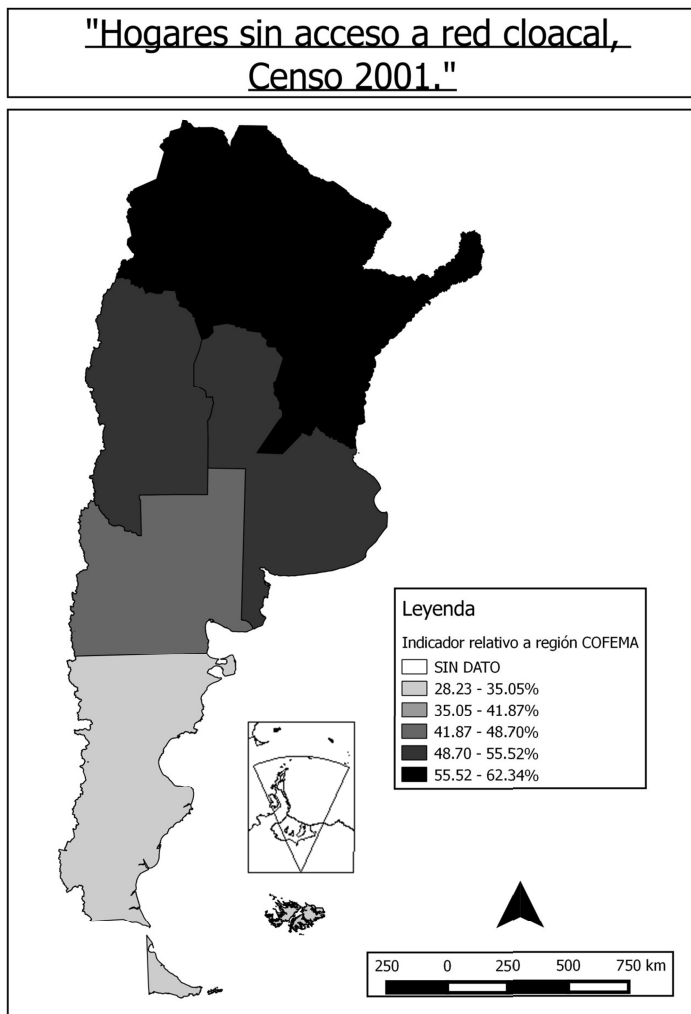 "Hogares sin acceso a red cloacal,
Censo 2001."
Leyenda
Indicador relativo a región COFEMA
SIN DATO
28.23 - 35.05%
35.05 - 41.87%
41.87 - 48.70%
48.70 - 55.52%
55.52 - 62.34%
250 0 250 500 750 km